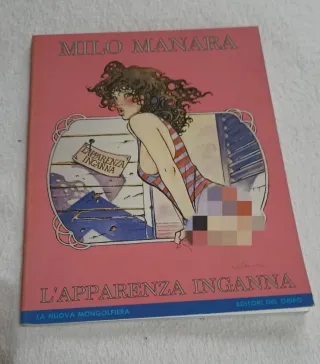 MILO MANARA
L'APPARENZA
INGANNA
L'APPARENZA INGANNA
LA NUOVA MONGOLFIERA
EDITORI DEL GRIFO